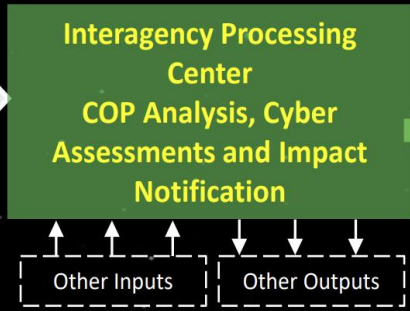 Interagency Processing
Center
COP Analysis, Cyber
Assessments and Impact
Notification
Other Inputs
Other Outputs